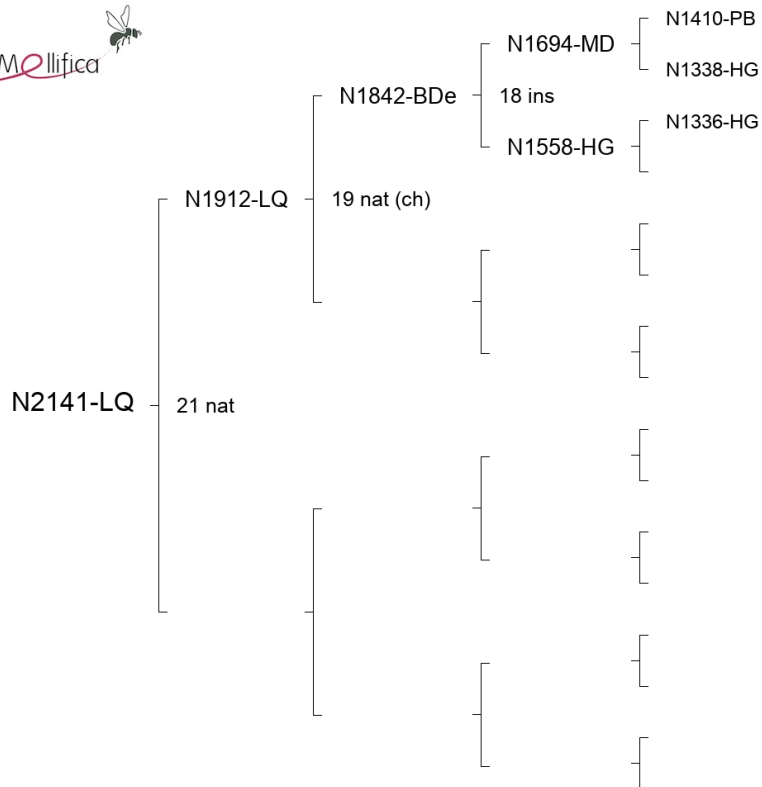 Mellifica
N1410-PB
N1694-MD
N1338-HG
N1842-BDe
18 ins
N1336-HG
N1558-HG
N1912-LQ
19 nat (ch)
N2141-LQ
21 nat